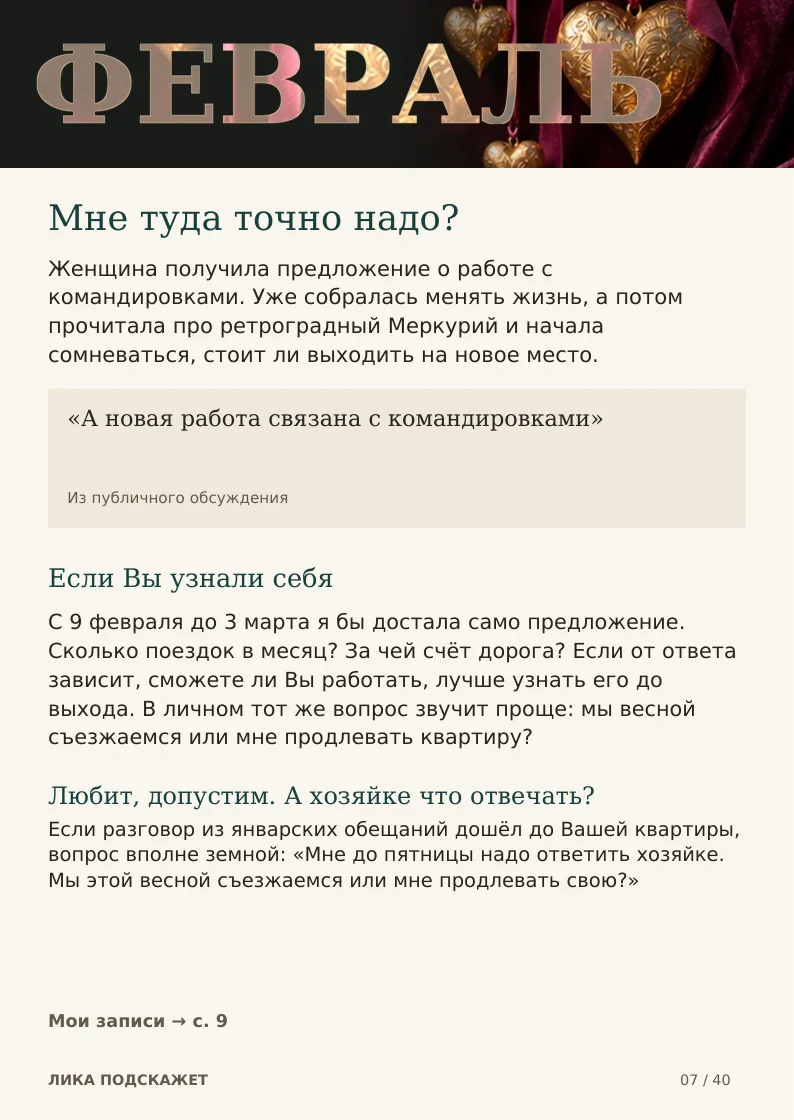 ФЕВРАЛЬ
Мне туда точно надо?
Женщина получила предложение о работе с
командировками. Уже собралась менять жизнь, а потом
прочитала про ретроградный Меркурий и начала
сомневаться, стоит ли выходить на новое место.
«А новая работа связана с командировками»
Из публичного обсуждения
Если Вы узнали себя
С 9 февраля до 3 марта я бы достала само предложение.
Сколько поездок в месяц? За чей счёт дорога? Если от ответа
зависит, сможете ли Вы работать, лучше узнать его до
выхода. В личном тот же вопрос звучит проще: мы весной
съезжаемся или мне продлевать квартиру?
Любит, допустим. А хозяйке что отвечать?
Если разговор из январских обещаний дошёл до Вашей квартиры,
вопрос вполне земной: «Мне до пятницы надо ответить хозяйке.
Мы этой весной съезжаемся или мне продлевать свою?»
Мои записи → с. 9
ЛИКА ПОДСКАЖЕТ
07 / 40